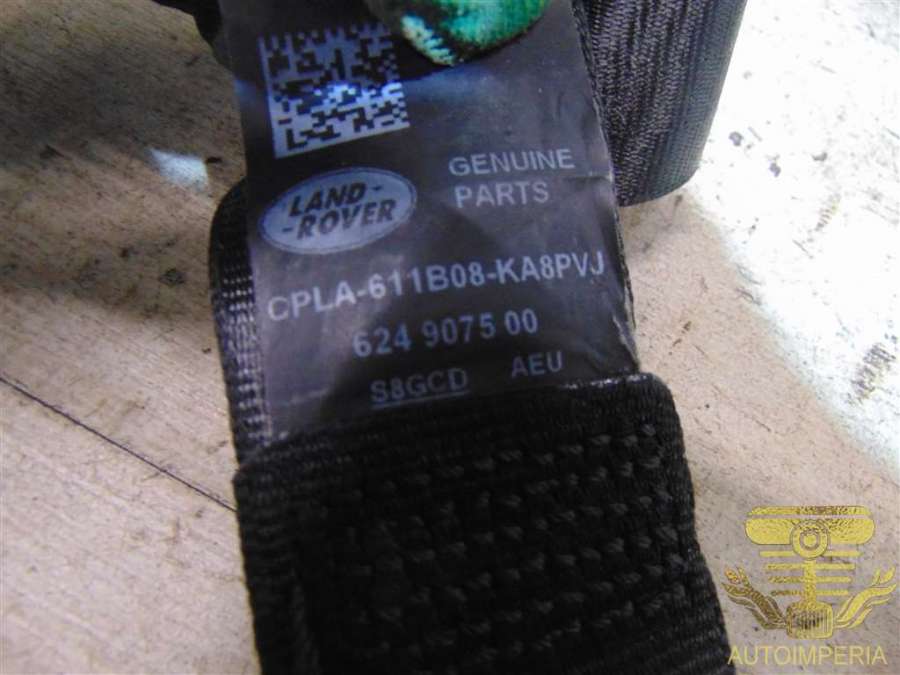 LAND-
-ROVER
GENUINE
PARTS
CPLA-611B08-KA8PVJ
624 9075 00
S8GCD AEU
AUTOIMPERIA